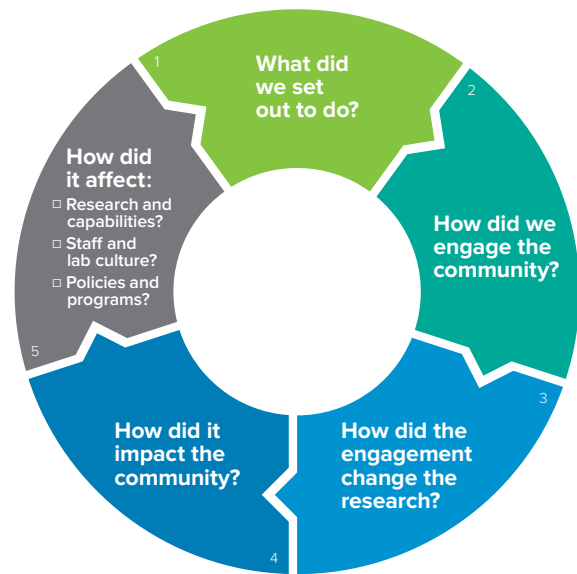 1
What did
we set
out to do?
2
How did we
engage the
community?
3
How did the
engagement
change the
research?
4
How did it
impact the
community?
5
How did
it affect:
□ Research and
capabilities?
□ Staff and
lab culture?
□ Policies and
programs?